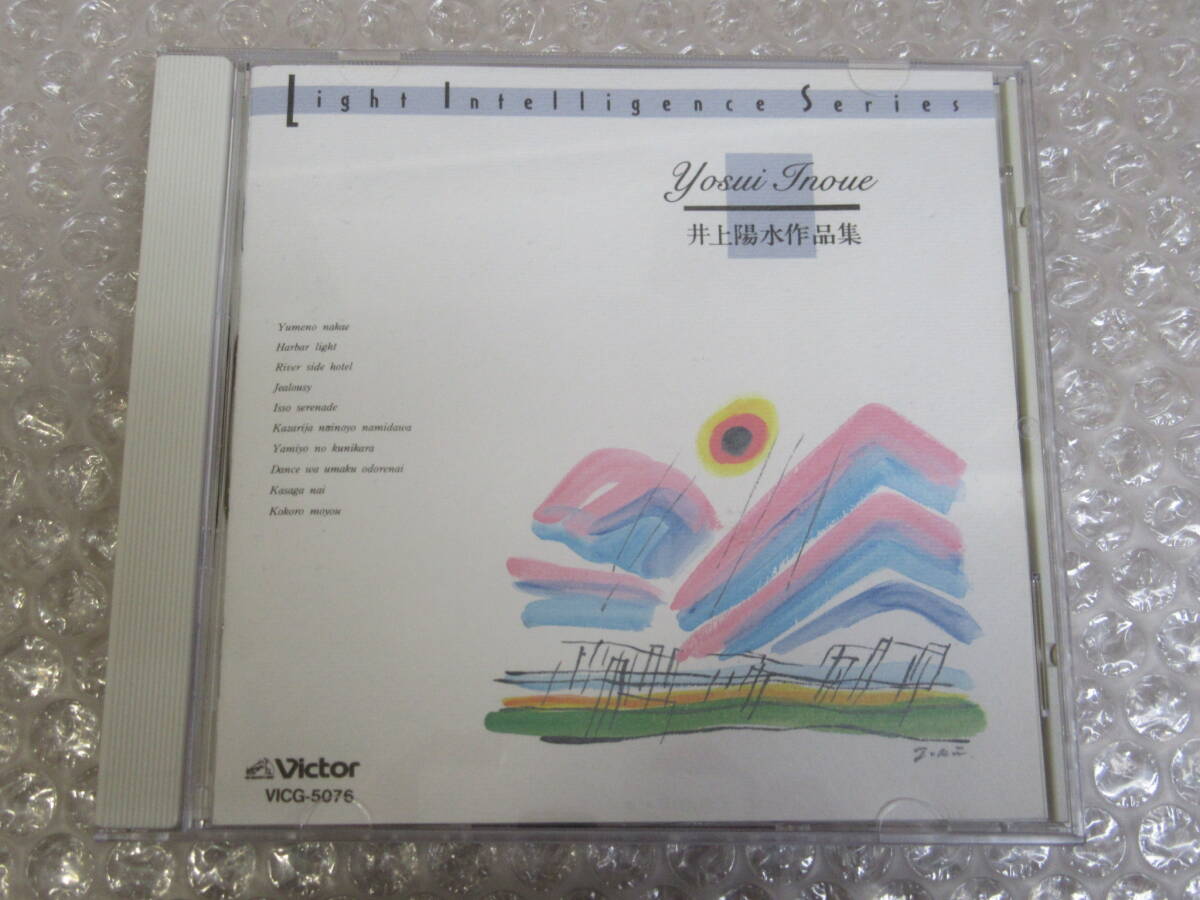 Light Intelligence Series
Yosui Inoue
井上陽水作品集
Yumeno nakae
Harbar light
River side hotel
Jealousy
Isso serenade
Kazarija nainoyo namidawa
Yamiyo no kunikara
Dance wa umaku odorenai
Kasaga nai
Kokoro moyou
Victor
VICG-5076